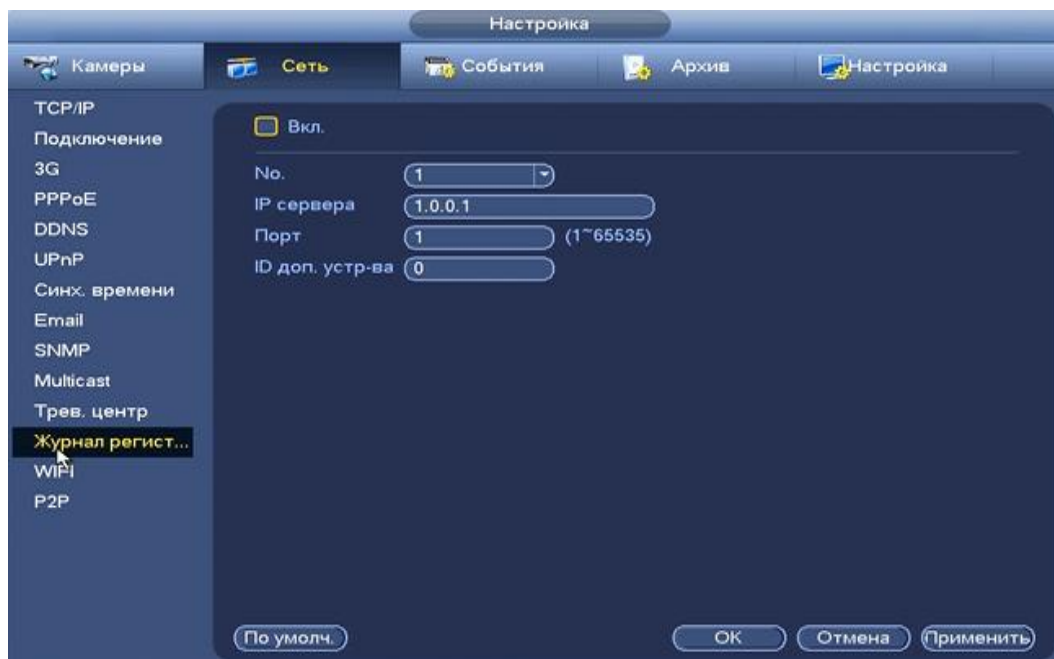 Настройка
Камеры
Сеть
События
Архив
Настройка
TCP/IP
Подключение
3G
PPPoE
DDNS
UPnP
Синх. времени
Email
SNMP
Multicast
Трев. центр
Журнал регист...
WIFI
P2P
Вкл.
No. 1
IP сервера 1.0.0.1
Порт 1 (1~65535)
ID доп. устр-ва 0
По умолч. OK Отмена Применить